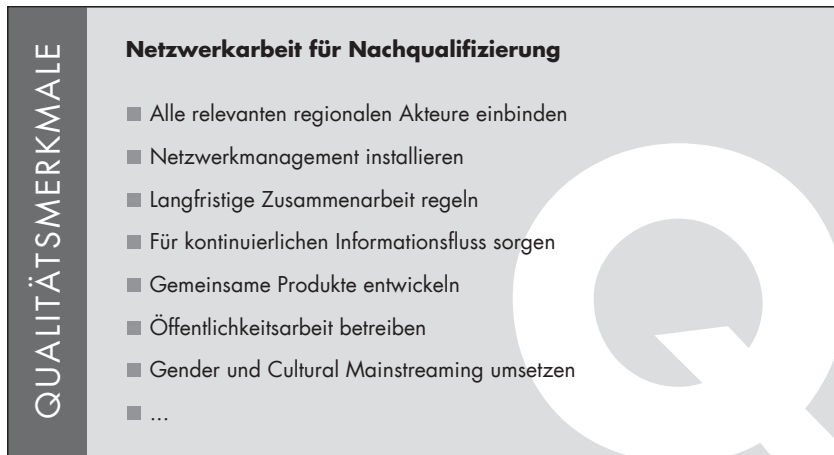 QUALITÄTSMERKMALE
Netzwerkarbeit für Nachqualifizierung
Alle relevanten regionalen Akteure einbinden
Netzwerkmanagement installieren
Langfristige Zusammenarbeit regeln
Für kontinuierlichen Informationsfluss sorgen
Gemeinsame Produkte entwickeln
Öffentlichkeitsarbeit betreiben
Gender und Cultural Mainstreaming umsetzen
...
Q